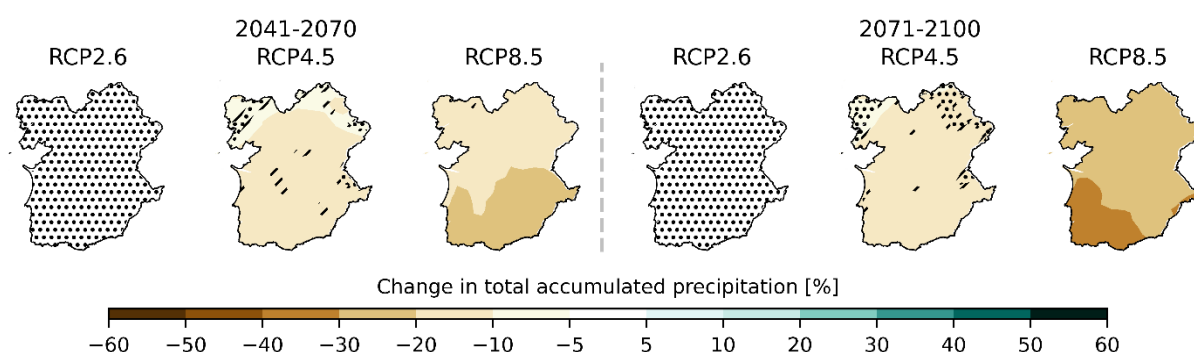 2041-2070
2071-2100
RCP2.6
RCP4.5
RCP8.5
RCP2.6
RCP4.5
RCP8.5
Change in total accumulated precipitation [%]
−60
−50
−40
−30
−20
−10
−5
5
10
20
30
40
50
60